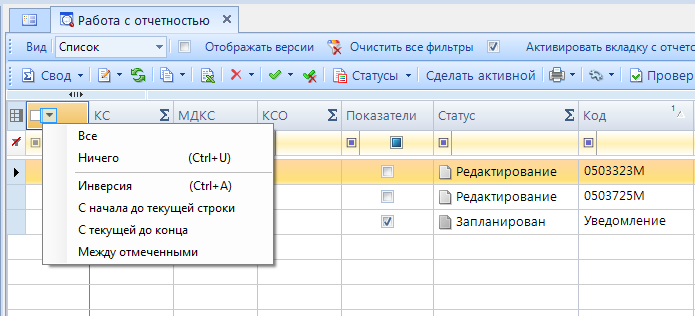 Работа с отчетностью
Вид Список Отображать версии Очистить все фильтры Активировать вкладку с отчето
Свод Статусы Сделать активной Провер
КС Σ МДКС Σ КСО Σ Показатели Статус Σ Код 1
Все
Ничего (Ctrl+U)
Инверсия (Ctrl+A)
С начала до текущей строки
С текущей до конца
Между отмеченными
Редактирование 0503323М
Редактирование 0503725М
Запланирован Уведомление